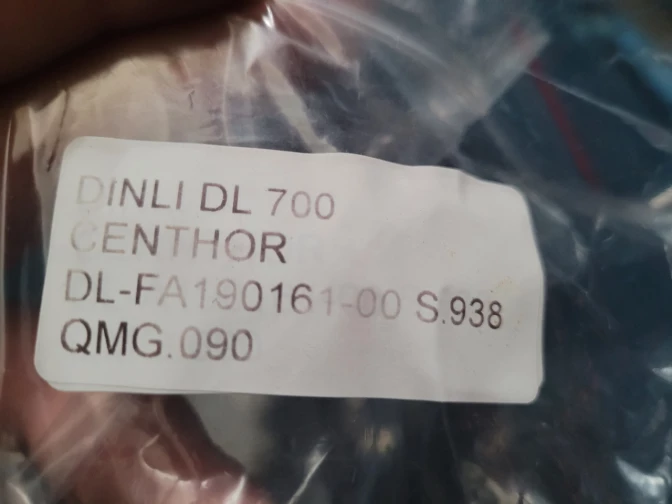 DINLI DL 700
CENTHOR
DL-FA190161-00 S.938
QMG.090